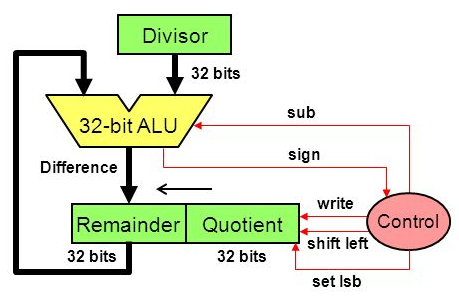 Divisor
32 bits
sub
32-bit ALU
sign
Difference
write
Remainder
Quotient
Control
shift left
32 bits
32 bits
set lsb